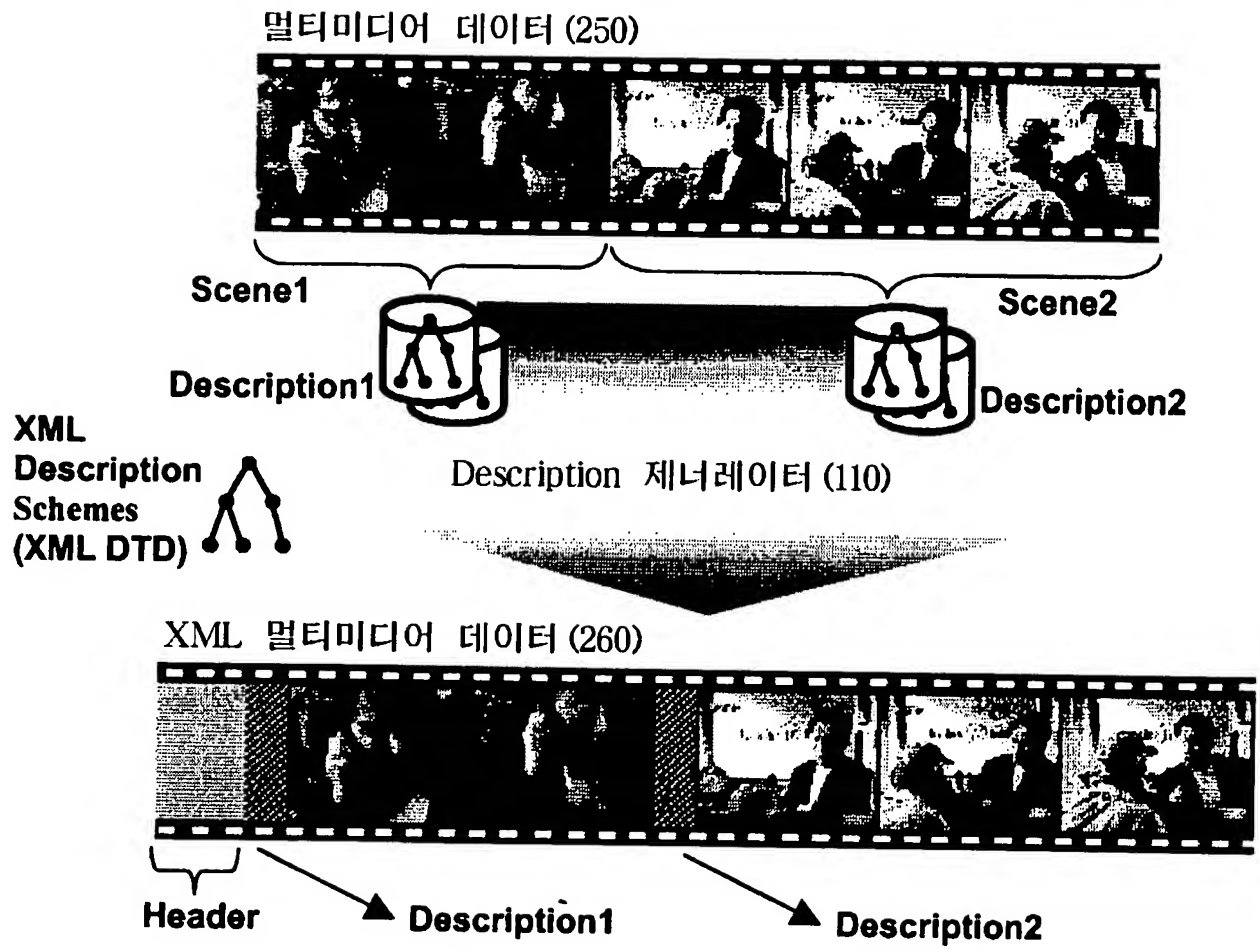 멀티미디어 데이터 (250)
Scene1
Scene2
Description1
Description2
XML
Description
Schemes
(XML DTD)
Description 제너레이터 (110)
XML 멀티미디어 데이터 (260)
Header
Description1
Description2